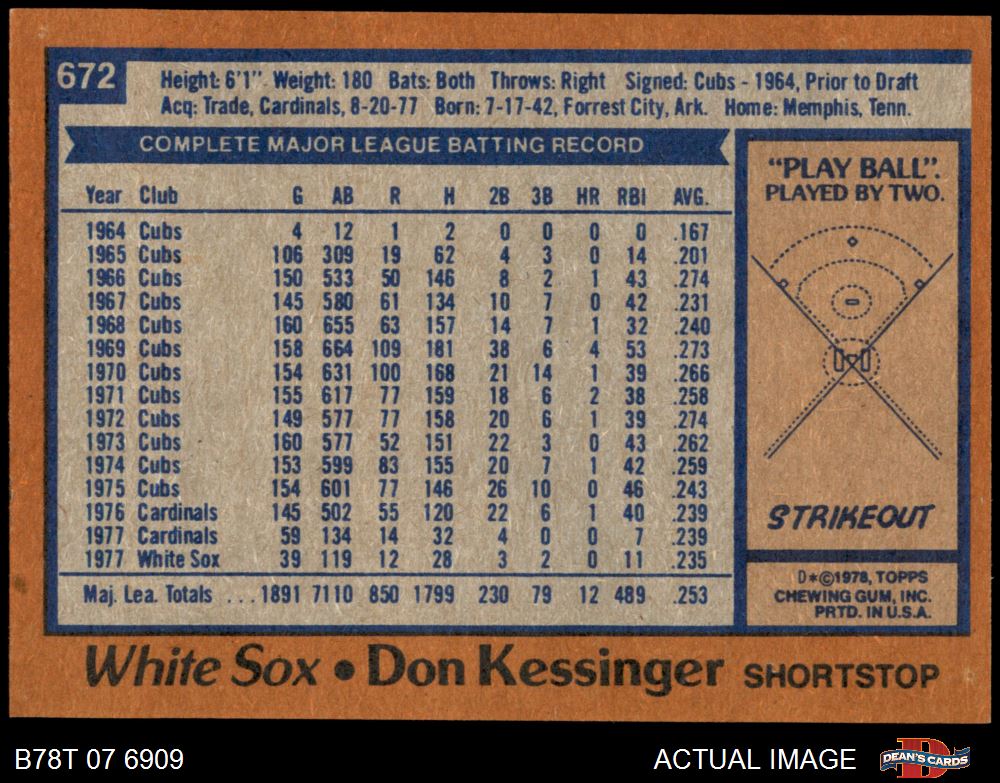 672
Height: 6'1". Weight: 180 Bats: Both Throws: Right Signed: Cubs - 1964, Prior to Draft
Acq: Trade, Cardinals, 8-20-77 Born: 7-17-42, Forrest City, Ark. Home: Memphis, Tenn.
COMPLETE MAJOR LEAGUE BATTING RECORD
Year Club G AB R H 2B 3B HR RBI AVG.
1964 Cubs 4 12 1 2 0 0 0 0 .167
1965 Cubs 106 309 19 62 4 3 0 14 .201
1966 Cubs 150 533 50 146 8 2 1 43 .274
1967 Cubs 145 580 61 134 10 7 0 42 .231
1968 Cubs 160 655 63 157 14 7 1 32 .240
1969 Cubs 158 664 109 181 38 6 4 53 .273
1970 Cubs 154 631 100 168 21 14 1 39 .266
1971 Cubs 155 617 77 159 18 6 2 38 .258
1972 Cubs 149 577 77 158 20 6 1 39 .274
1973 Cubs 160 577 52 151 22 3 0 43 .262
1974 Cubs 153 599 83 155 20 7 1 42 .259
1975 Cubs 154 601 77 146 26 10 0 46 .243
1976 Cardinals 145 502 55 120 22 6 1 40 .239
1977 Cardinals 59 134 14 32 4 0 0 7 .239
1977 White Sox 39 119 12 28 3 2 0 11 .235
Maj. Lea. Totals ... 1891 7110 850 1799 230 79 12 489 .253
"PLAY BALL".
PLAYED BY TWO.
STRIKEOUT
D*©1978, TOPPS
CHEWING GUM, INC.
PRTD. IN U.S.A.
White Sox • Don Kessinger SHORTSTOP
B78T 07 6909
ACTUAL IMAGE
D
DEAN'S CARDS